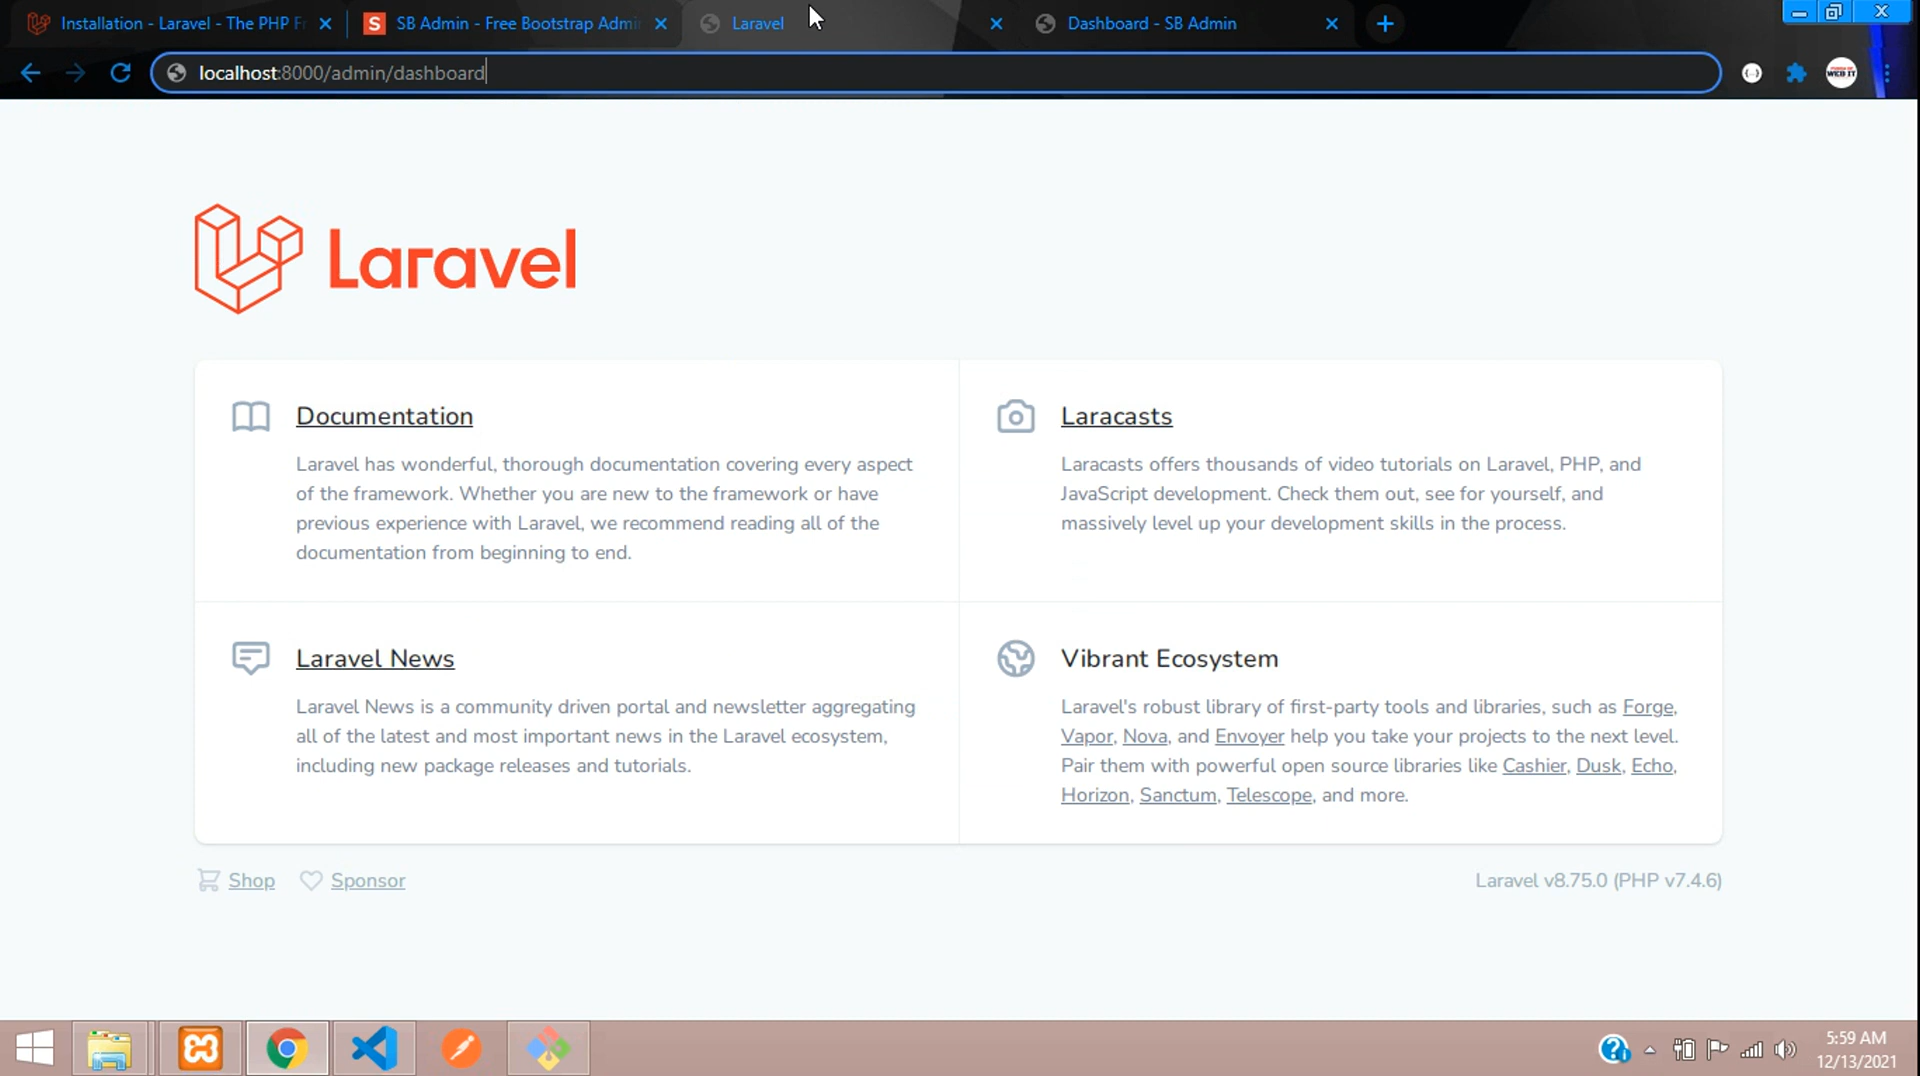 Installation - Laravel - The PHP Fr
SB Admin - Free Bootstrap Admin
Laravel
Dashboard - SB Admin
localhost:8000/admin/dashboard
WEB IT
Laravel
Documentation
Laravel has wonderful, thorough documentation covering every aspect
of the framework. Whether you are new to the framework or have
previous experience with Laravel, we recommend reading all of the
documentation from beginning to end.
Laracasts
Laracasts offers thousands of video tutorials on Laravel, PHP, and
JavaScript development. Check them out, see for yourself, and
massively level up your development skills in the process.
Laravel News
Laravel News is a community driven portal and newsletter aggregating
all of the latest and most important news in the Laravel ecosystem,
including new package releases and tutorials.
Vibrant Ecosystem
Laravel's robust library of first-party tools and libraries, such as Forge,
Vapor, Nova, and Envoyer help you take your projects to the next level.
Pair them with powerful open source libraries like Cashier, Dusk, Echo,
Horizon, Sanctum, Telescope, and more.
Shop
Sponsor
Laravel v8.75.0 (PHP v7.4.6)
5:59 AM
12/13/2021